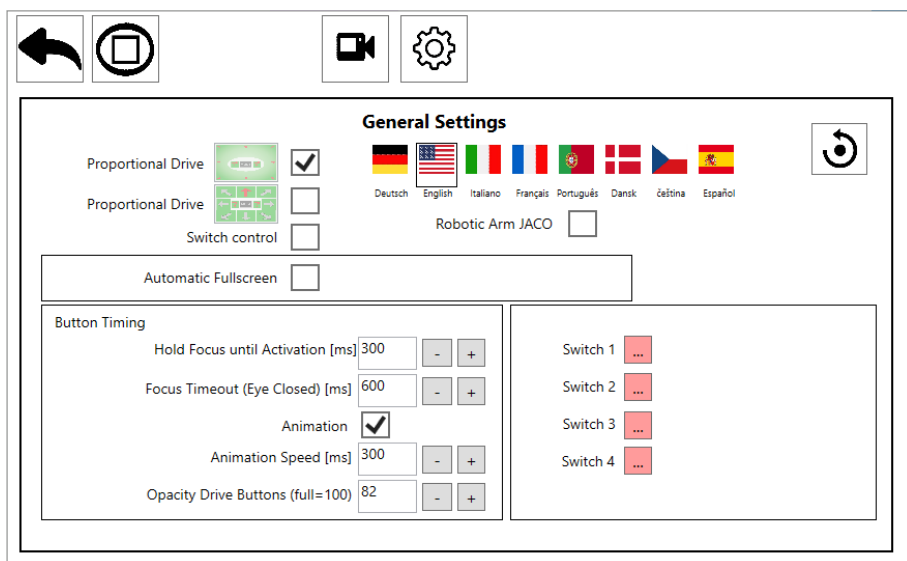 General Settings
Proportional Drive
Deutsch English Italiano Français Português Dansk čeština Español
Proportional Drive
Robotic Arm JACO
Switch control
Automatic Fullscreen
Button Timing
Hold Focus until Activation [ms] 300 - +
Focus Timeout (Eye Closed) [ms] 600 - +
Animation
Animation Speed [ms] 300 - +
Opacity Drive Buttons (full=100) 82 - +
Switch 1 ...
Switch 2 ...
Switch 3 ...
Switch 4 ...